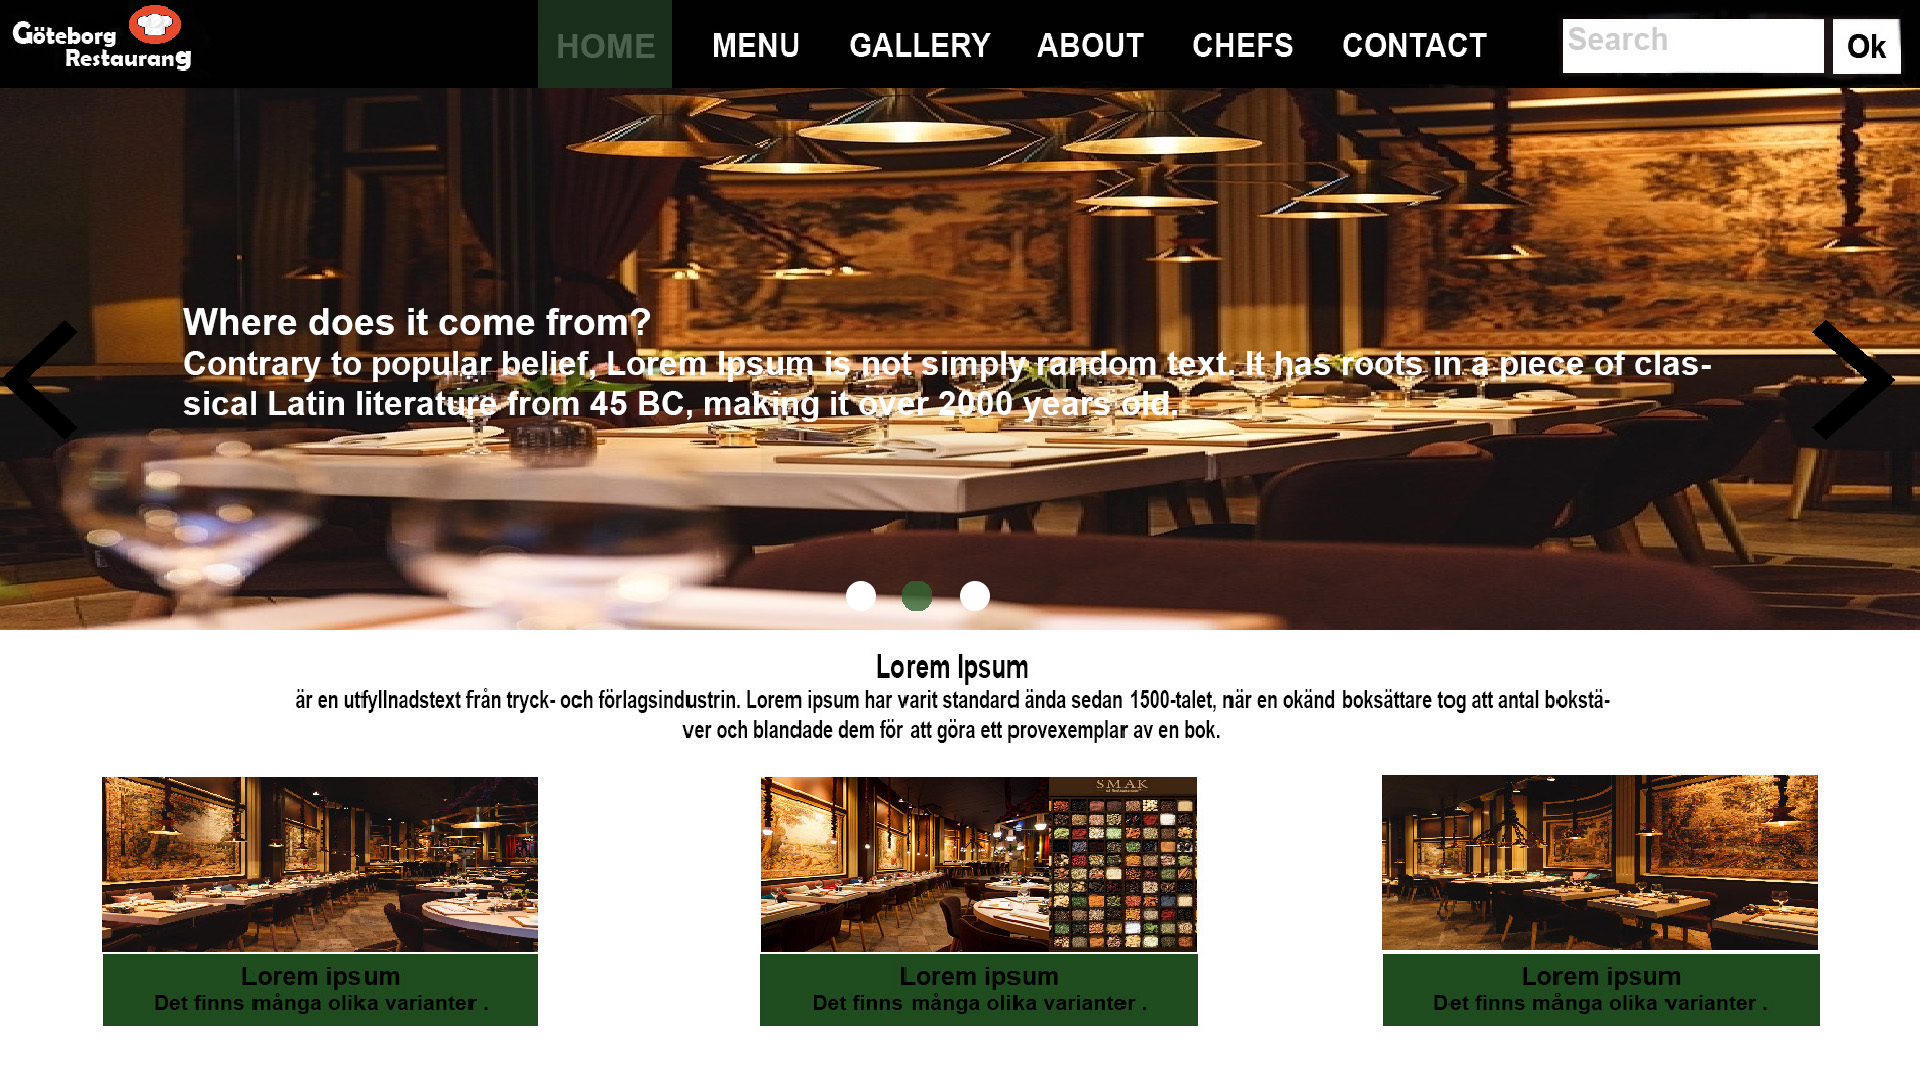 Göteborg
Restaurang
HOME MENU GALLERY ABOUT CHEFS CONTACT
Search Ok
Where does it come from?
Contrary to popular belief, Lorem Ipsum is not simply random text. It has roots in a piece of clas-
sical Latin literature from 45 BC, making it over 2000 years old.
Lorem Ipsum
är en utfyllnadstext från tryck- och förlagsindustrin. Lorem ipsum har varit standard ända sedan 1500-talet, när en okänd boksättare tog att antal bokstä-
ver och blandade dem för att göra ett provexemplar av en bok.
SMAK
Lorem ipsum
Det finns många olika varianter .
Lorem ipsum
Det finns många olika varianter .
Lorem ipsum
Det finns många olika varianter .